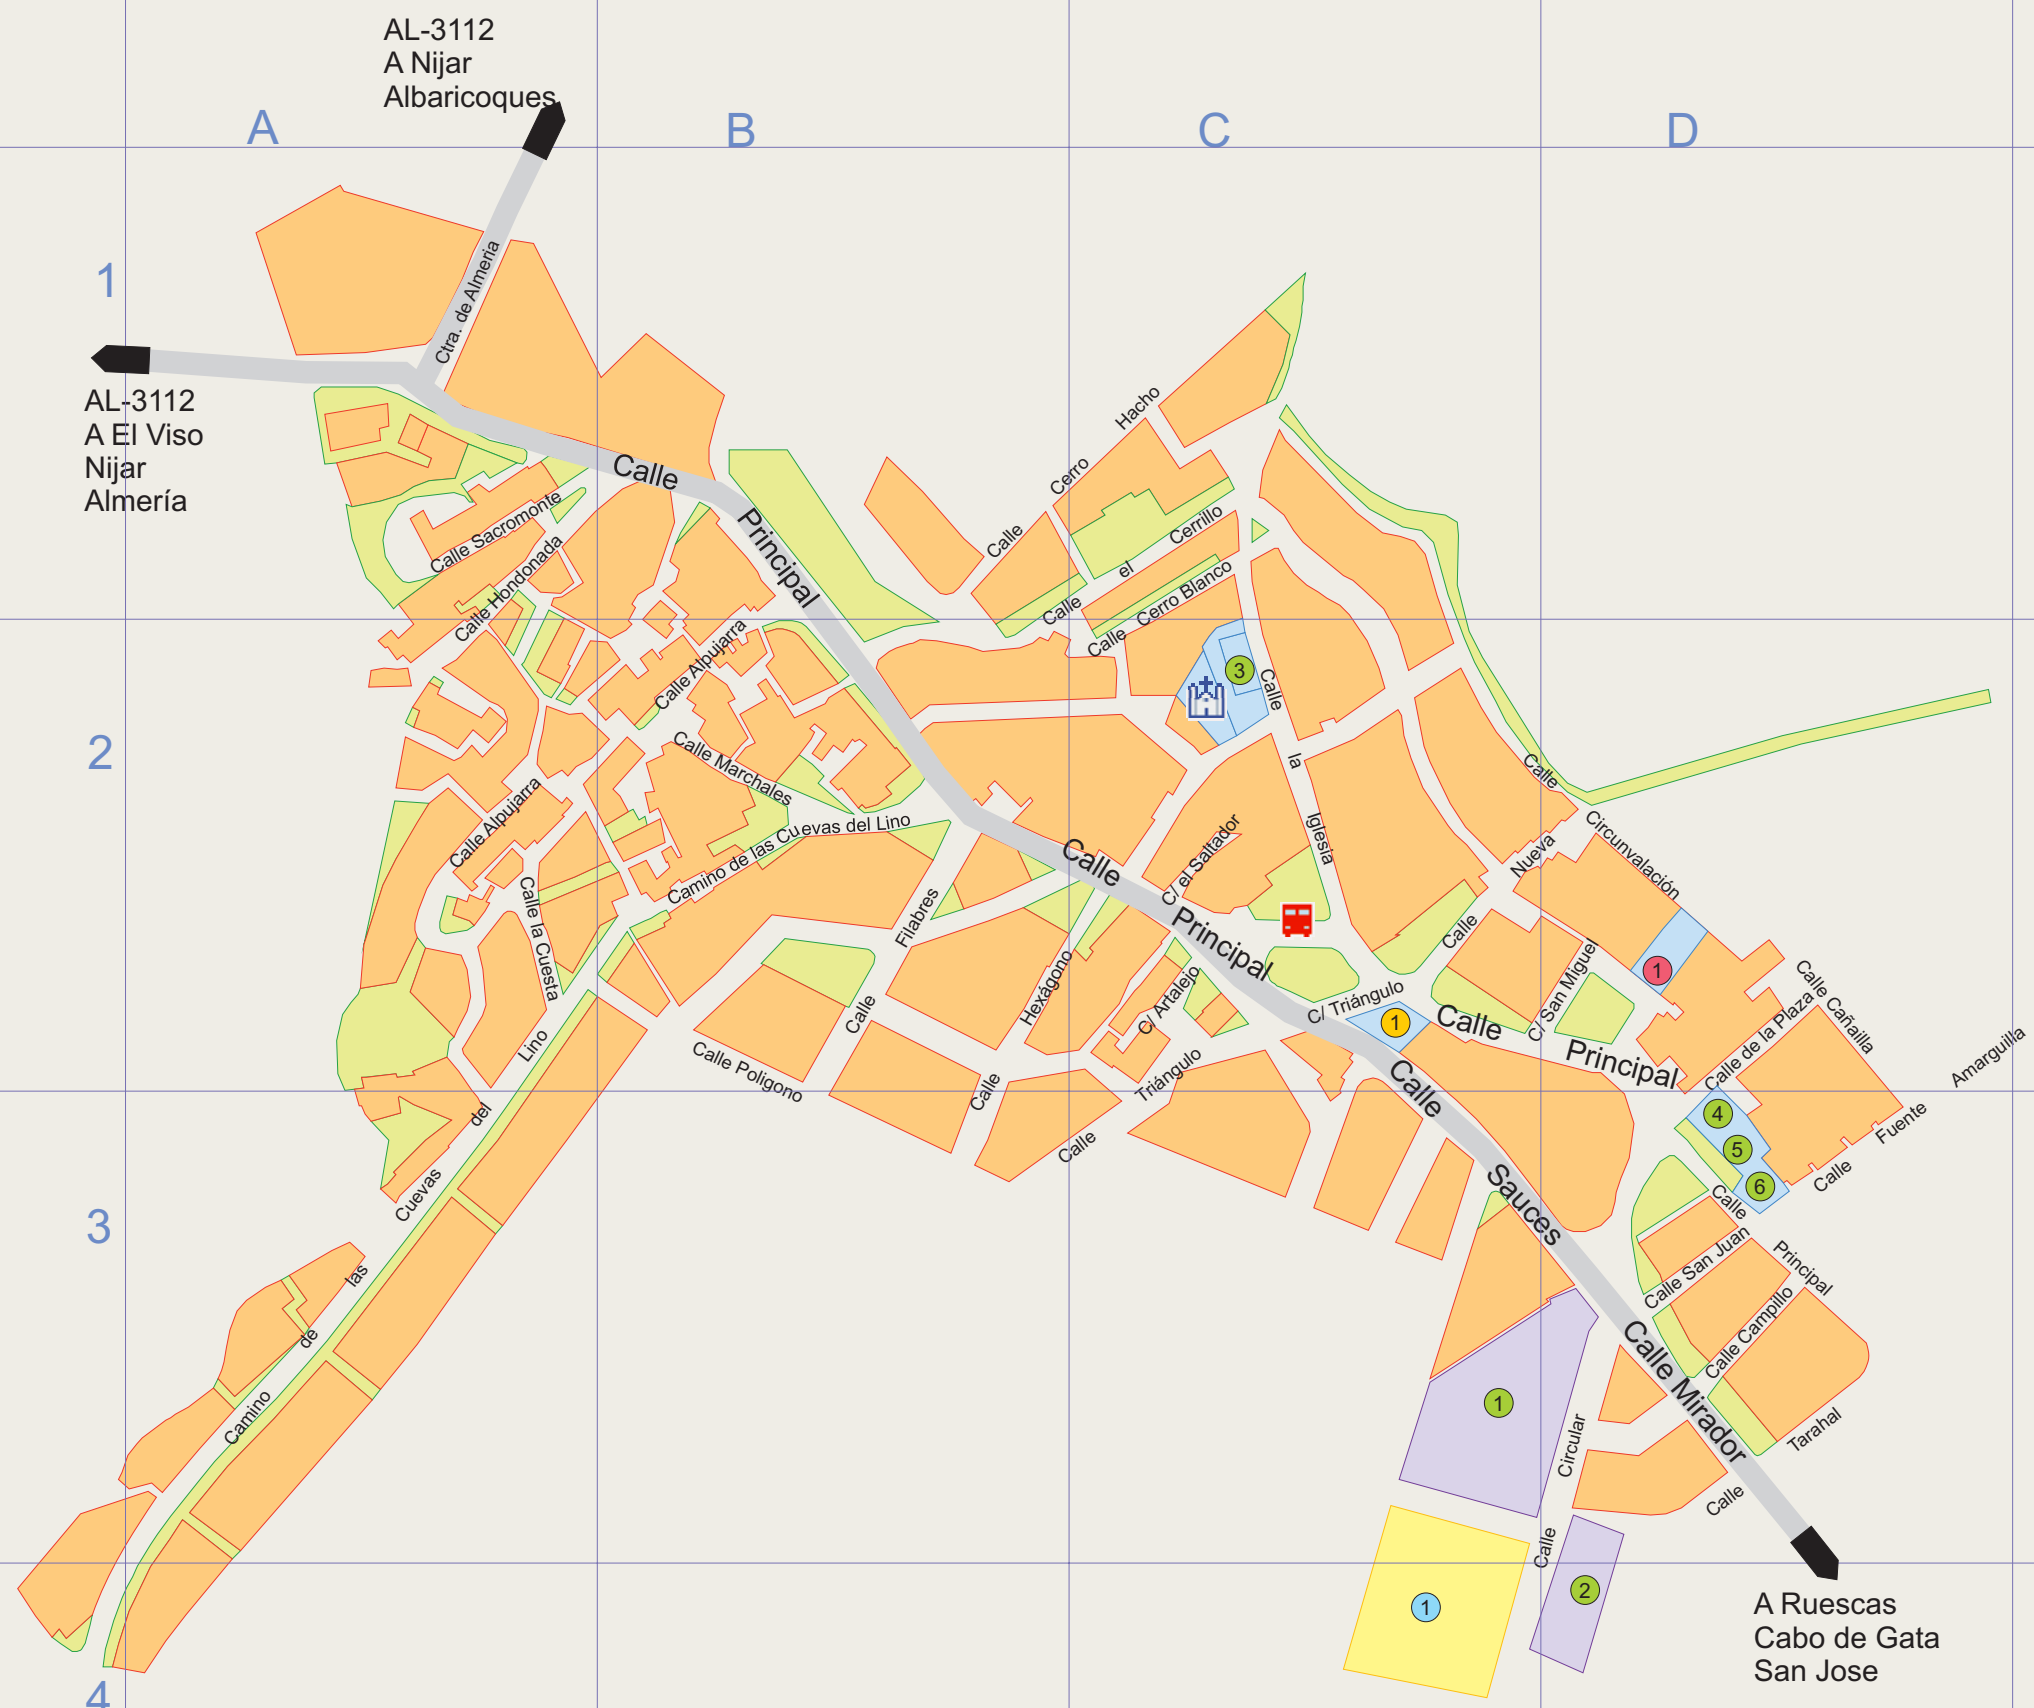 AL-3112
A Nijar
Albaricoques
A
B
C
D
1
Ctra. de Almeria
AL-3112
A El Viso
Nijar
Almería
Calle
Principal
Calle Sacromonte
Calle Hondonada
Calle Cerro Hacho
Calle el Cerrillo
Calle Cerro Blanco
Calle Alpujarra
3
Calle la Iglesia
2
Calle Marchales
Camino de las Cuevas del Lino
Calle Alpujarra
Calle la Cuesta
Calle
Principal
C/ el Saltador
Calle Circunvalación
Calle Nueva
Calle Filabres
Calle Hexágono
C/ Artalejo
C/ Triángulo
1
C/ San Miguel
1
Calle
Principal
Calle Cañailla
Calle de la Plaza
Calle Fuente Amarguilla
Calle Poligono
Calle Triángulo
Calle
Sauces
4
5
6
Camino de las Cuevas del Lino
3
Calle Principal
Calle San Juan
Calle Campillo
Calle Mirador
Calle Tarahal
1
Calle Circular
1
2
A Ruescas
Cabo de Gata
San Jose
4